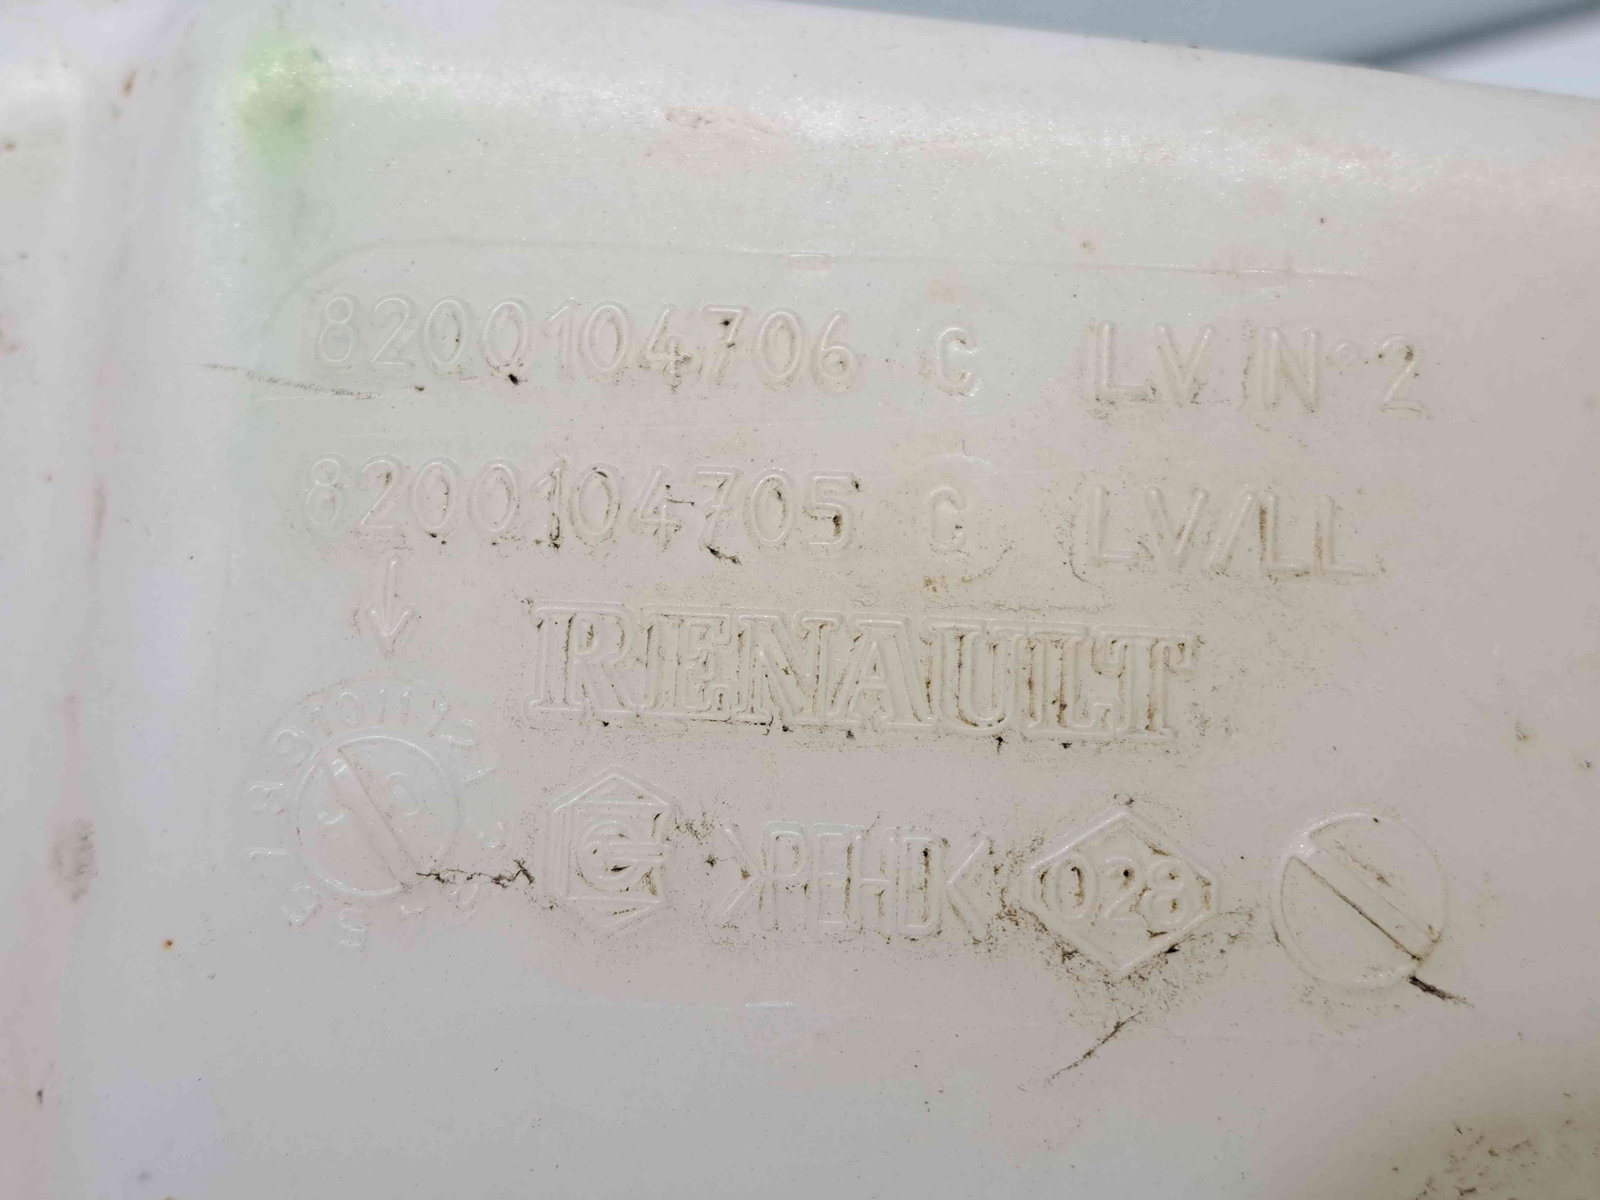 8200104706 C LV/N°2
8200104705 C LV/LL
RENAULT
>PEHD<
028